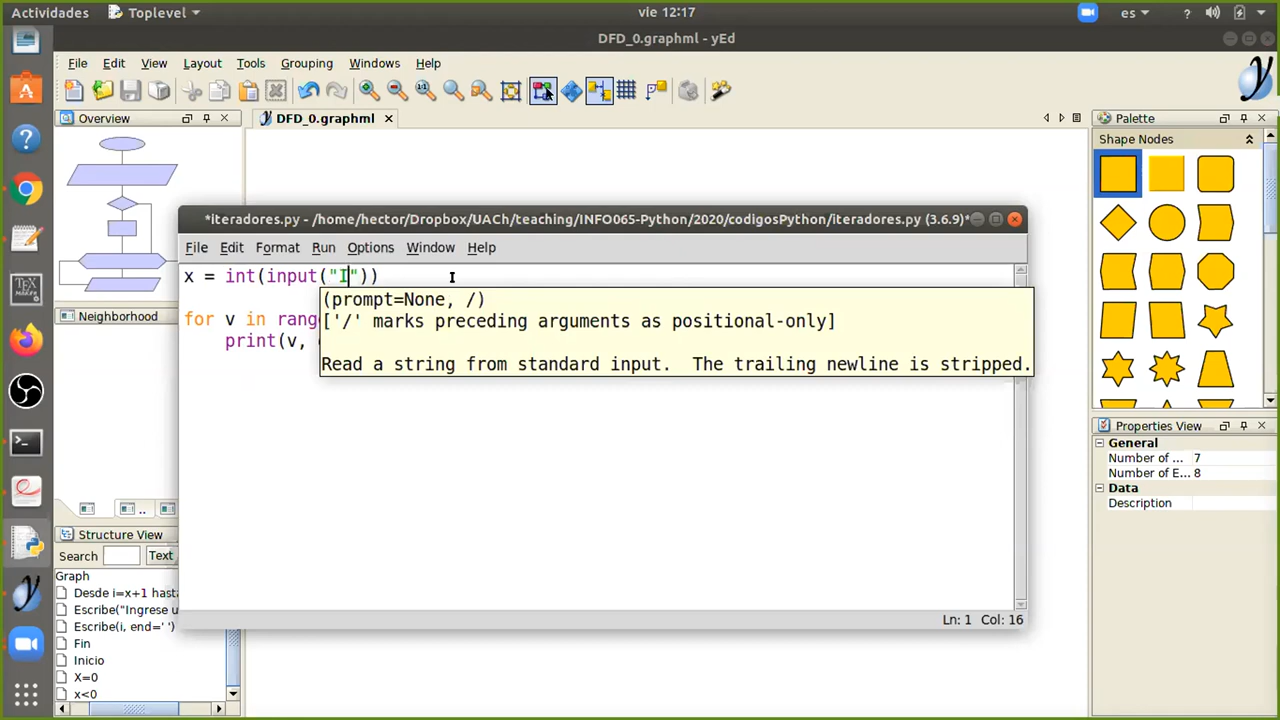 Actividades
Toplevel
vie 12:17
es
?
DFD_0.graphml - yEd
File Edit View Layout Tools Grouping Windows Help
Overview
DFD_0.graphml
Palette
Shape Nodes
*iteradores.py - /home/hector/Dropbox/UACh/teaching/INFO065-Python/2020/codigosPython/iteradores.py (3.6.9)*
File Edit Format Run Options Window Help
x = int(input("I"))
(prompt=None, /)
for v in rang
['/' marks preceding arguments as positional-only]
print(v,
Read a string from standard input.  The trailing newline is stripped.
Neighborhood
Properties View
General
Number of ... 7
Number of E... 8
Data
Description
..
Structure View
Search
Text
Graph
Desde i=x+1 hasta
Escribe("Ingrese u
Escribe(i, end=' ')
Fin
Inicio
X=0
x<0
Ln: 1 Col: 16